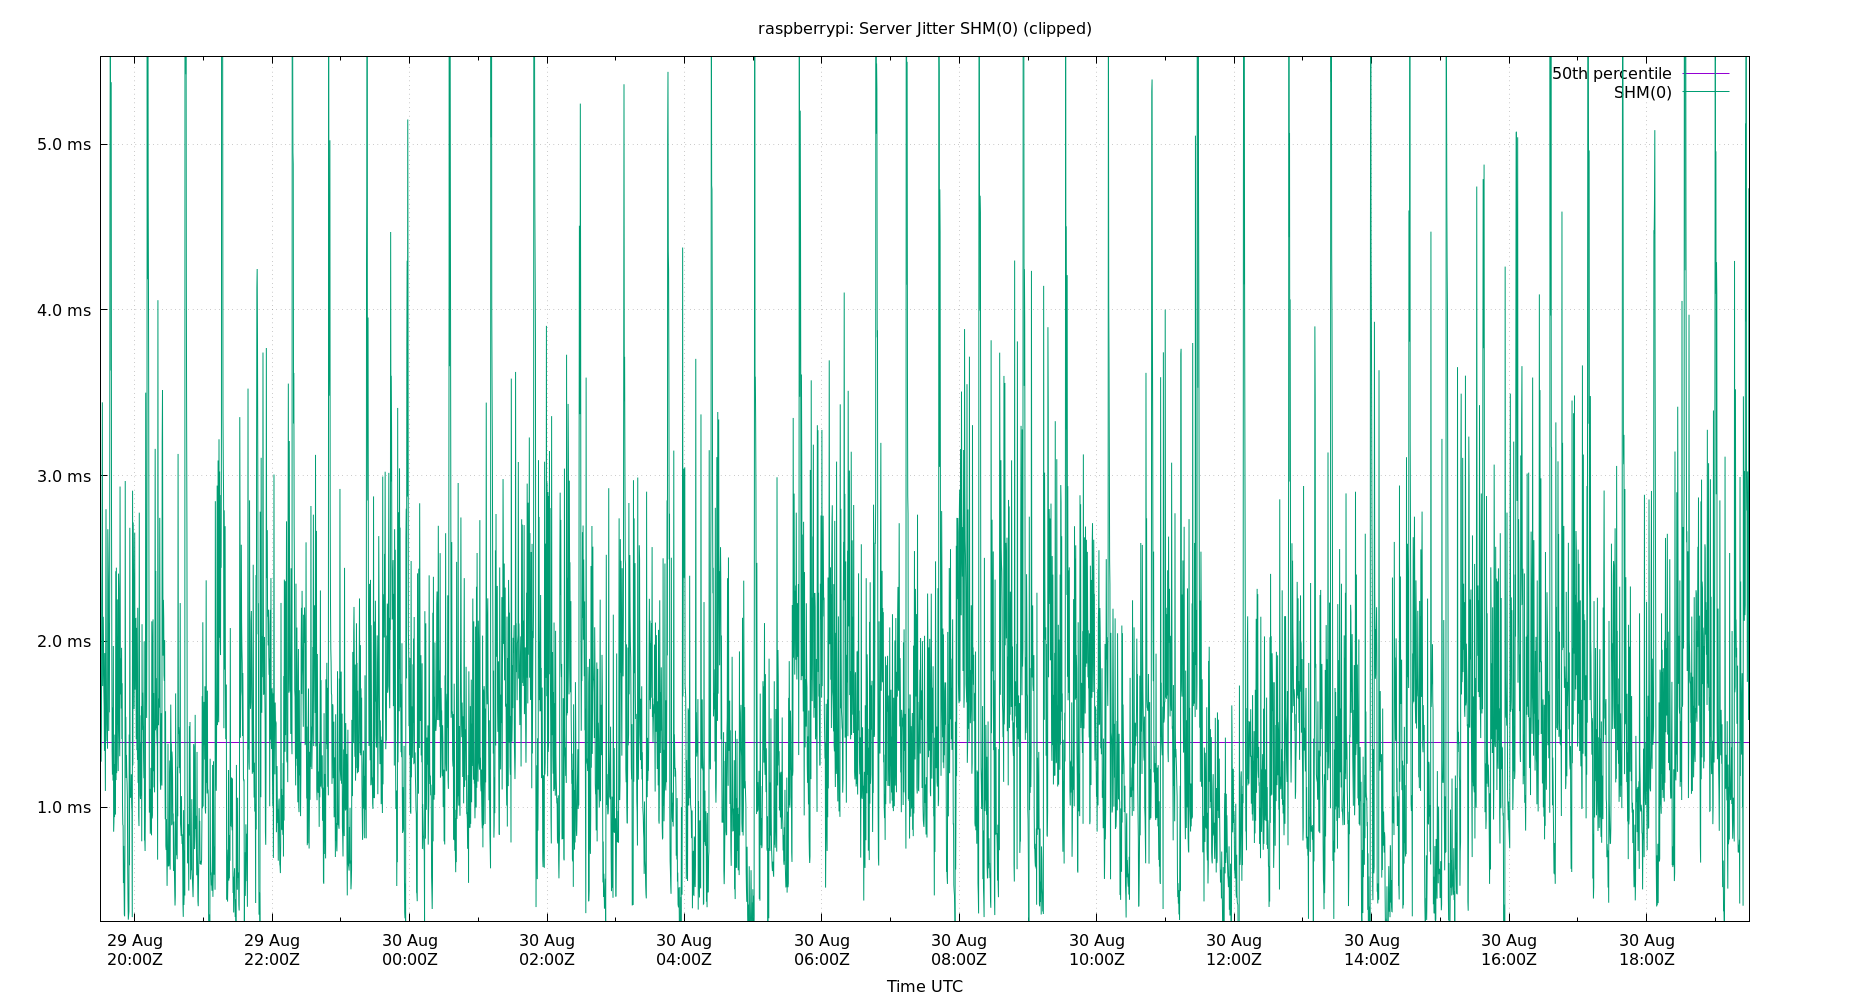 raspberrypi: Server Jitter SHM(0) (clipped)
50th percentile
SHM(0)
5.0 ms
4.0 ms
3.0 ms
2.0 ms
1.0 ms
29 Aug 29 Aug 30 Aug 30 Aug 30 Aug 30 Aug 30 Aug 30 Aug 30 Aug 30 Aug 30 Aug 30 Aug
20:00Z 22:00Z 00:00Z 02:00Z 04:00Z 06:00Z 08:00Z 10:00Z 12:00Z 14:00Z 16:00Z 18:00Z
Time UTC